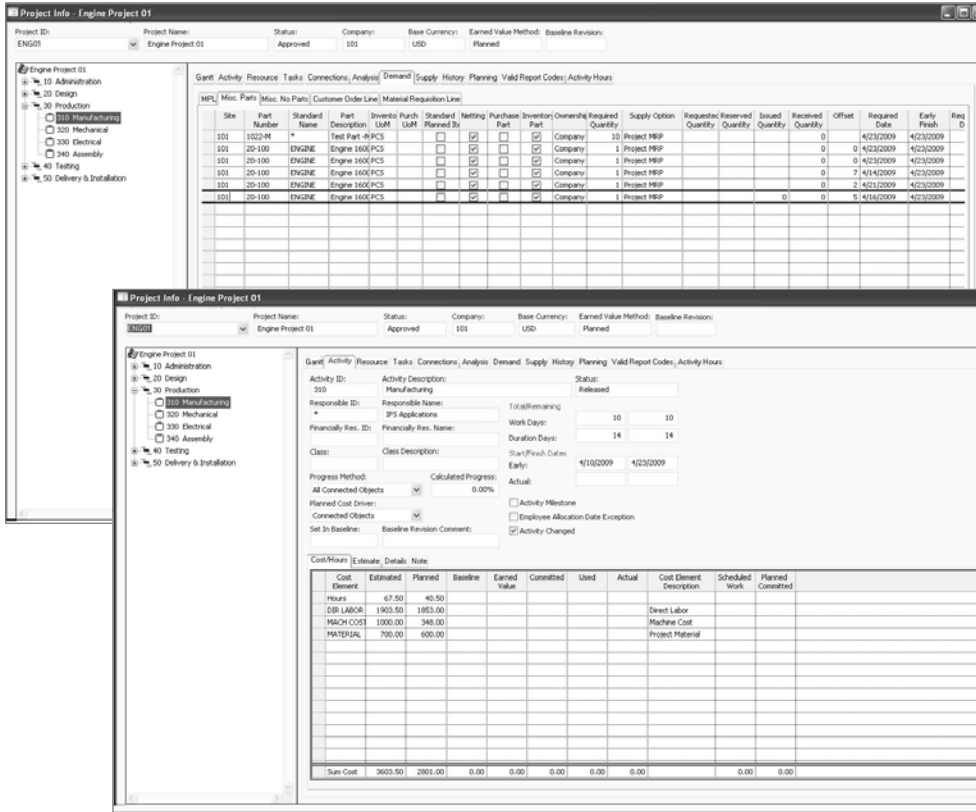 Project Info - Engine Project 01
Project ID: Project Name: Status: Company: Base Currency: Earned Value Method: Baseline Revision:
ENG01 Engine Project 01 Approved 101 USD Planned
Engine Project 01
10 Administration
20 Design
30 Production
310 Manufacturing
320 Mechanical
330 Electrical
340 Assembly
40 Testing
50 Delivery & Installation
Gantt Activity Resource Tasks Connections Analysis Demand Supply History Planning Valid Report Codes Activity Hours
MPL Misc. Parts Misc. No Parts Customer Order Line Material Requisition Line
Site Part Number Standard Name Part Description Invento UoM Purch UoM Standard Planned It Netting Purchase Part Inventory Part Ownership Required Quantity Supply Option Requested Quantity Reserved Quantity Issued Quantity Received Quantity Offset Required Date Early Finish Req D
101 1022-M * Test Part -M PCS Company 10 Project MRP 0 4/23/2009 4/23/2009
101 20-100 ENGINE Engine 160( PCS Company 1 Project MRP 0 0 4/23/2009 4/23/2009
101 20-100 ENGINE Engine 160( PCS Company 1 Project MRP 0 0 4/23/2009 4/23/2009
101 20-100 ENGINE Engine 160( PCS Company 1 Project MRP 0 7 4/14/2009 4/23/2009
101 20-100 ENGINE Engine 160( PCS Company 1 Project MRP 0 2 4/21/2009 4/23/2009
101 20-100 ENGINE Engine 160( PCS Company 1 Project MRP 0 0 5 4/16/2009 4/23/2009
Project Info - Engine Project 01
Project ID: Project Name: Status: Company: Base Currency: Earned Value Method: Baseline Revision:
ENG01 Engine Project 01 Approved 101 USD Planned
Engine Project 01
10 Administration
20 Design
30 Production
310 Manufacturing
320 Mechanical
330 Electrical
340 Assembly
40 Testing
50 Delivery & Installation
Gantt Activity Resource Tasks Connections Analysis Demand Supply History Planning Valid Report Codes Activity Hours
Activity ID: Activity Description: Status:
310 Manufacturing Released
Responsible ID: Responsible Name:
* IFS Applications
Total/Remaining
Work Days: 10 10
Financially Res. ID: Financially Res. Name:
Duration Days: 14 14
Class: Class Description:
Start/Finish Dates
Early: 4/10/2009 4/23/2009
Actual:
Progress Method: Calculated Progress:
All Connected Objects 0.00%
Planned Cost Driver:
Connected Objects
Activity Milestone
Employee Allocation Date Exception
Activity Changed
Set In Baseline: Baseline Revision Comment:
Cost/Hours Estimate Details Note
Cost Element Estimated Planned Baseline Earned Value Committed Used Actual Cost Element Description Scheduled Work Planned Committed
Hours 67.50 40.50
DIR LABOR 1903.50 1853.00 Direct Labor
MACH COST 1000.00 348.00 Machine Cost
MATERIAL 700.00 600.00 Project Material
Sum Cost 3603.50 2801.00 0.00 0.00 0.00 0.00 0.00 0.00 0.00